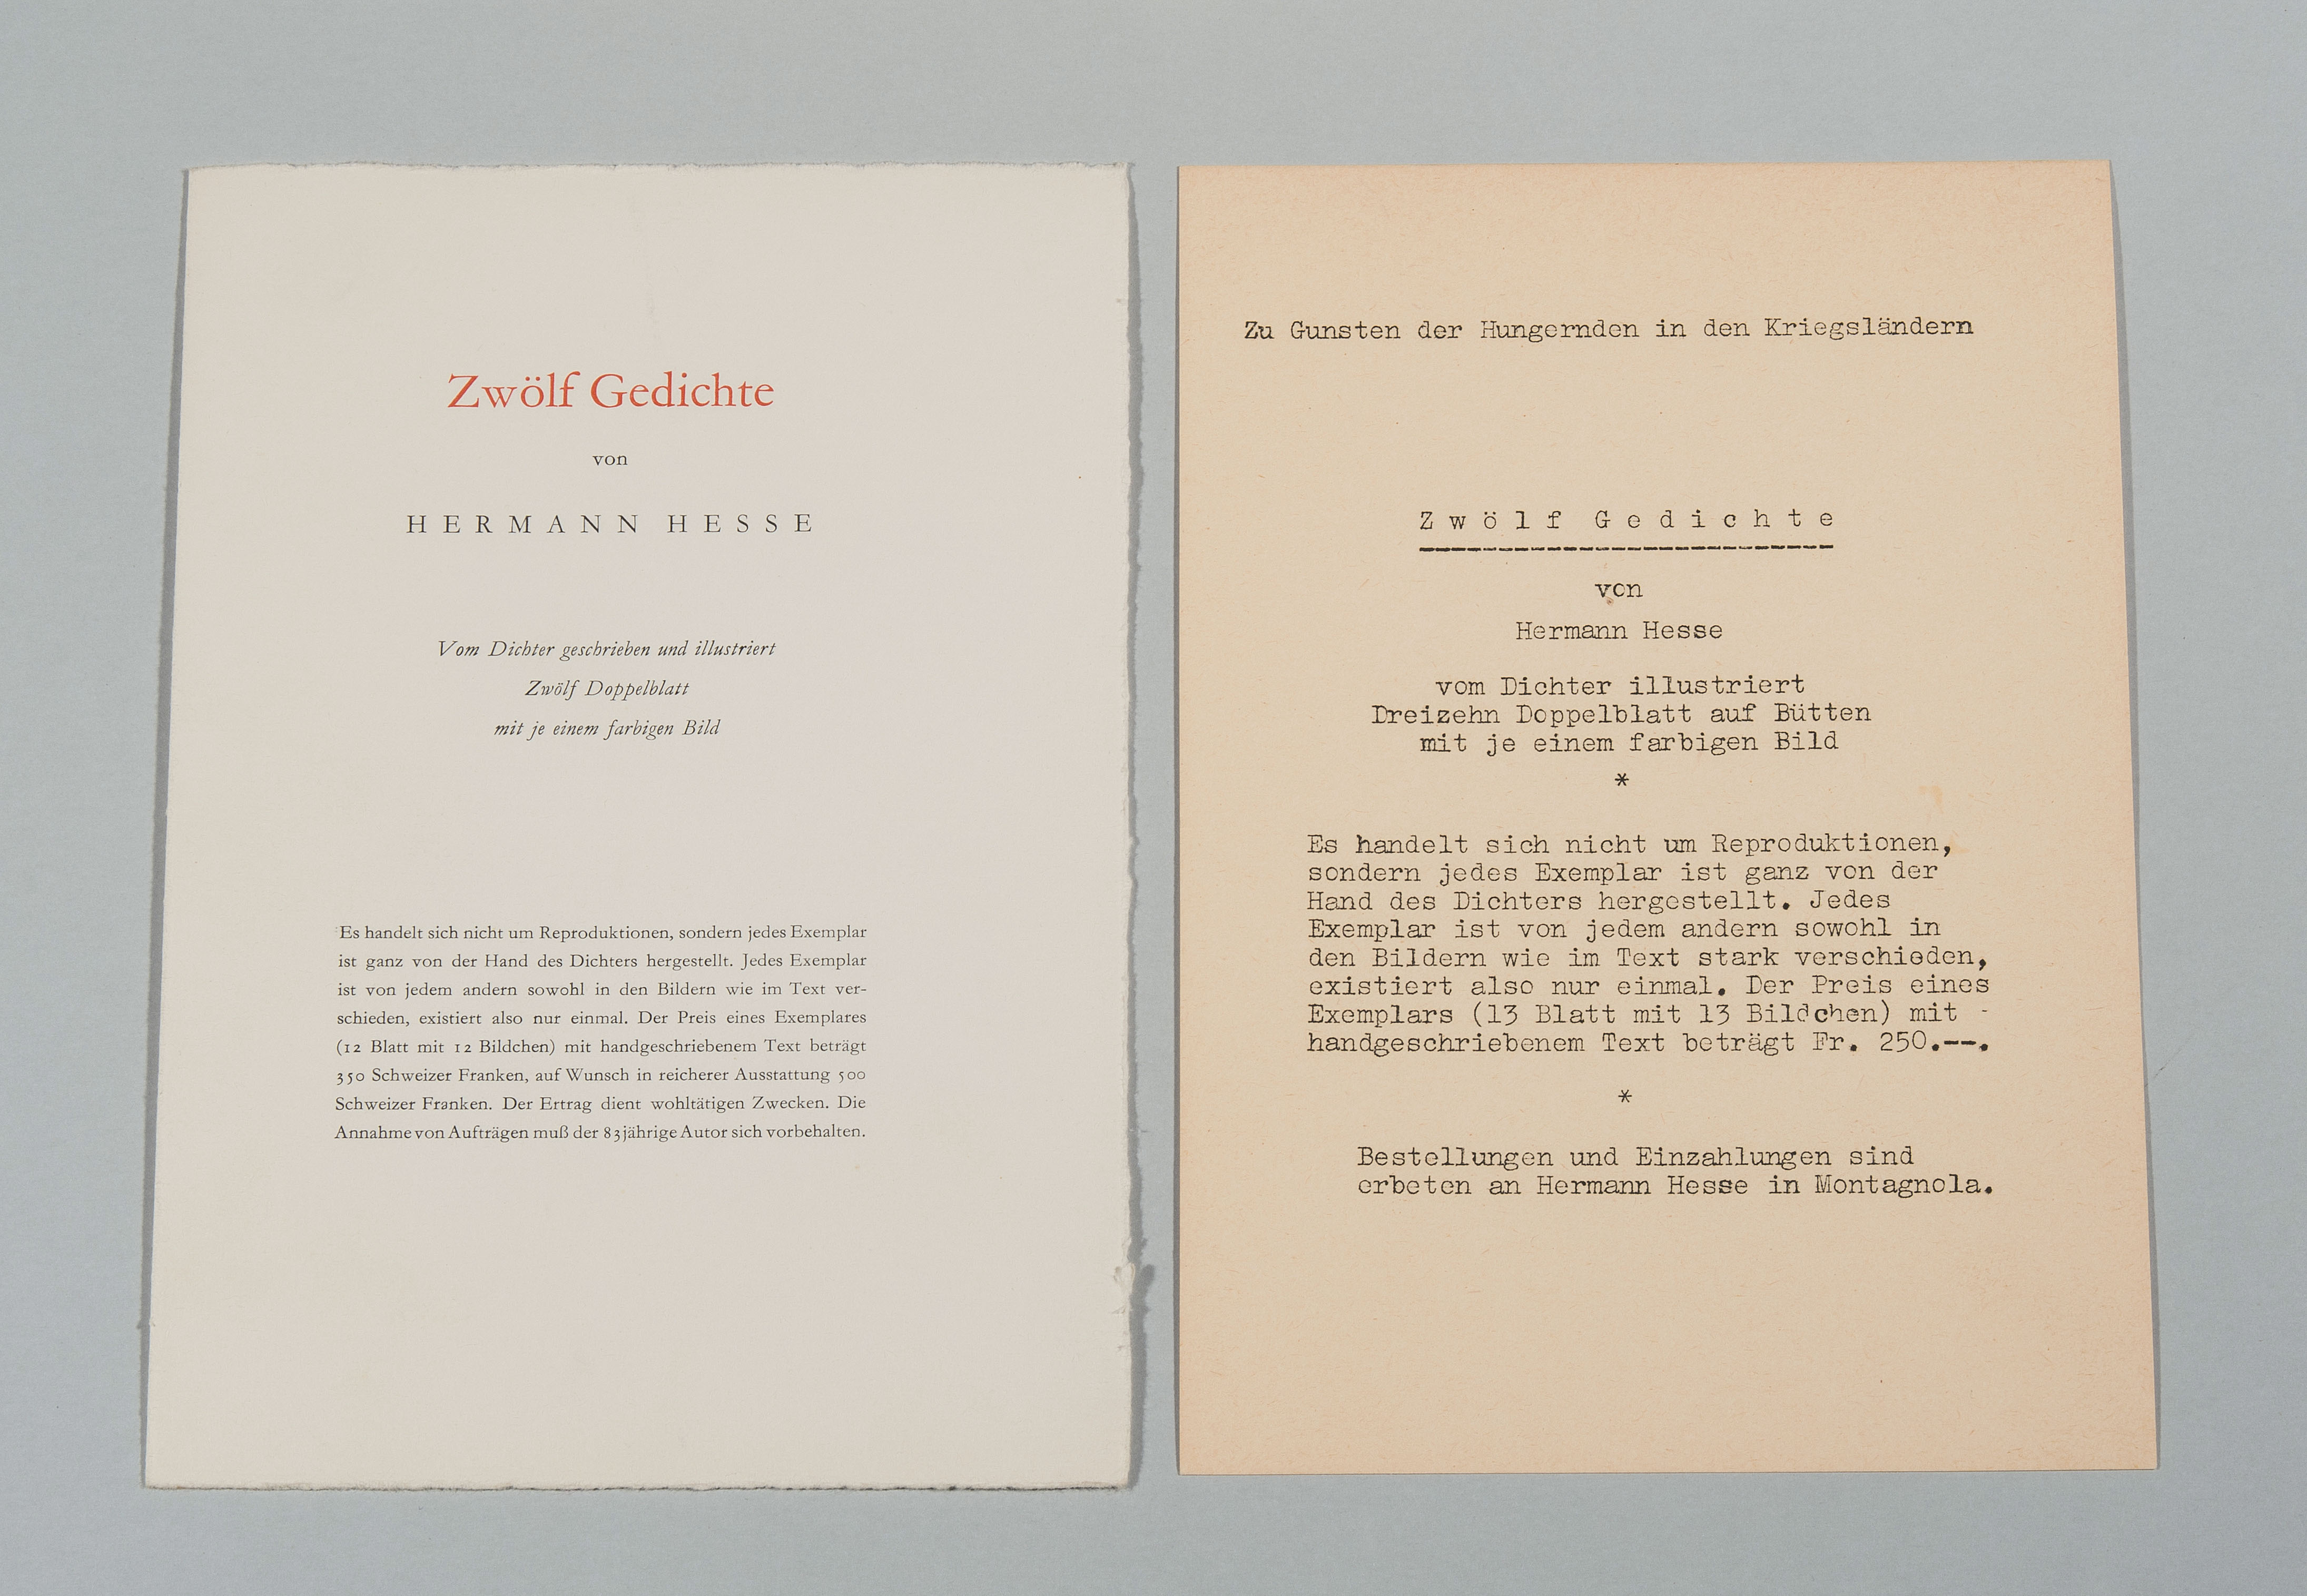 Zwölf Gedichte
von
HERMANN HESSE
Vom Dichter geschrieben und illustriert
Zwölf Doppelblatt
mit je einem farbigen Bild
Es handelt sich nicht um Reproduktionen, sondern jedes Exemplar
ist ganz von der Hand des Dichters hergestellt. Jedes Exemplar
ist von jedem andern sowohl in den Bildern wie im Text ver-
schieden, existiert also nur einmal. Der Preis eines Exemplares
(12 Blatt mit 12 Bildchen) mit handgeschriebenem Text beträgt
350 Schweizer Franken, auf Wunsch in reicherer Ausstattung 500
Schweizer Franken. Der Ertrag dient wohltätigen Zwecken. Die
Annahme von Aufträgen muß der 83jährige Autor sich vorbehalten.
Zu Gunsten der Hungernden in den Kriegsländern
Zwölf Gedichte
von
Hermann Hesse
vom Dichter illustriert
Dreizehn Doppelblatt auf Bütten
mit je einem farbigen Bild
*
Es handelt sich nicht um Reproduktionen,
sondern jedes Exemplar ist ganz von der
Hand des Dichters hergestellt. Jedes
Exemplar ist von jedem andern sowohl in
den Bildern wie im Text stark verschieden,
existiert also nur einmal. Der Preis eines
Exemplars (13 Blatt mit 13 Bildchen) mit -
handgeschriebenem Text beträgt Fr. 250.--.
*
Bestellungen und Einzahlungen sind
erbeten an Hermann Hesse in Montagnola.